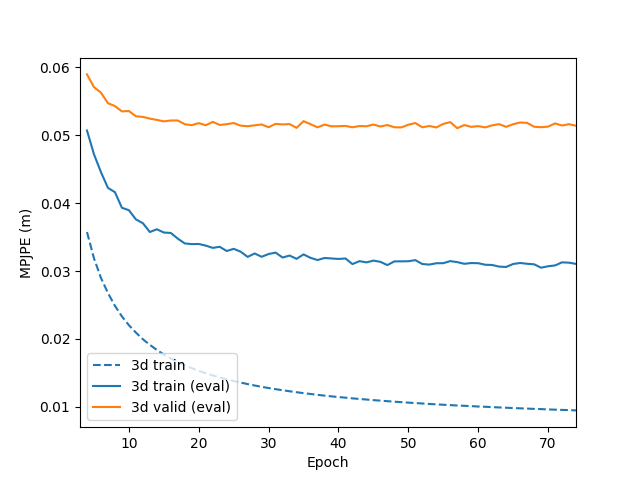 0.06
0.05
0.04
0.03
0.02
0.01
MPJPE (m)
3d train
3d train (eval)
3d valid (eval)
10 20 30 40 50 60 70
Epoch